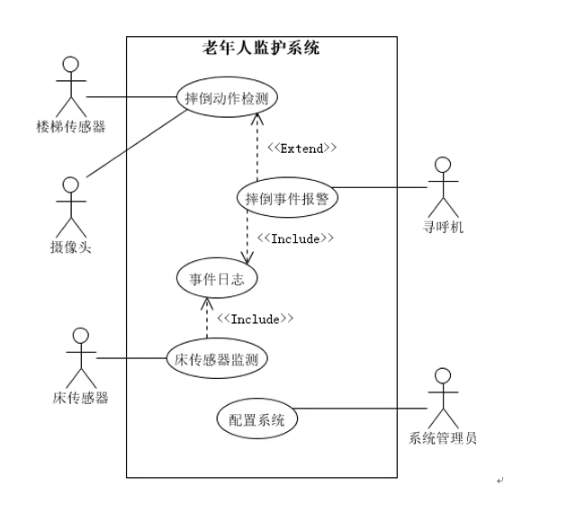 老年人监护系统
摔倒动作检测
楼梯传感器
<<Extend>>
摔倒事件报警
寻呼机
<<Include>>
摄像头
事件日志
<<Include>>
床传感器监测
床传感器
配置系统
系统管理员